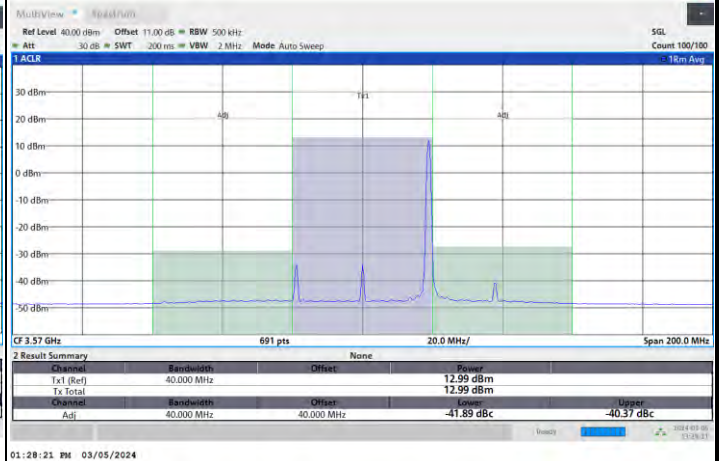 MultiView Spectrum
Ref Level 40.00 dBm Offset 11.00 dB RBW 500 kHz SGL
Att 30 dB SWT 200 ms VBW 2 MHz Mode Auto Sweep Count 100/100
1 ACLR 1Rm Avg
Tx1
Adj Adj
30 dBm
20 dBm
10 dBm
0 dBm
-10 dBm
-20 dBm
-30 dBm
-40 dBm
-50 dBm
CF 3.57 GHz 691 pts 20.0 MHz/ Span 200.0 MHz
2 Result Summary None
Channel Bandwidth Offset Power
Tx1 (Ref) 40.000 MHz 12.99 dBm
Tx Total 12.99 dBm
Channel Bandwidth Offset Lower Upper
Adj 40.000 MHz 40.000 MHz -41.89 dBc -40.37 dBc
Ready
01:28:21 PM 03/05/2024